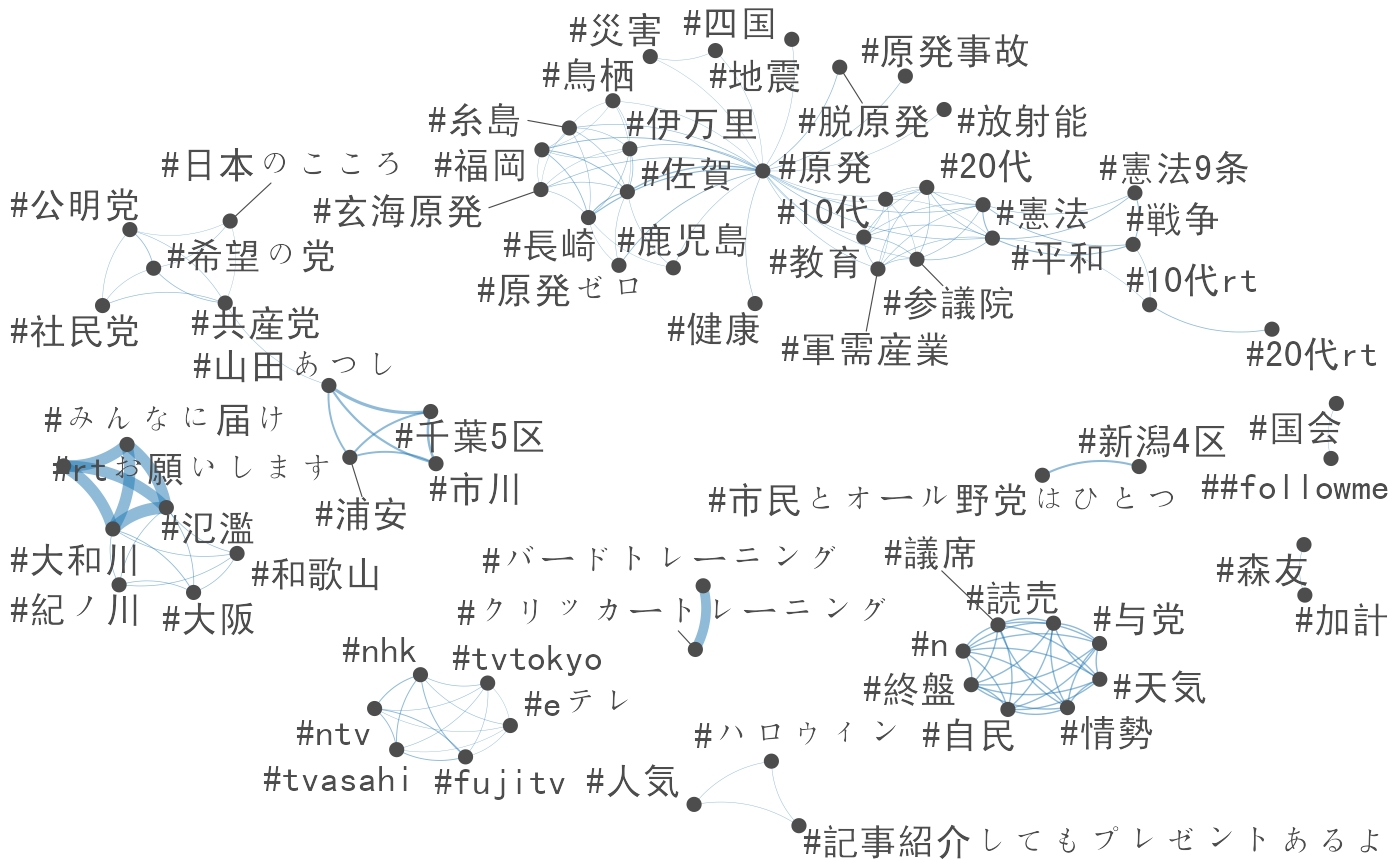 #災害
#四国
#原発事故
#鳥栖
#地震
#糸島
#伊万里
#脱原発
#放射能
#日本のこころ
#福岡
#佐賀
#原発
#20代
#憲法9条
#公明党
#玄海原発
#10代
#憲法
#戦争
#希望の党
#長崎
#鹿児島
#教育
#平和
#原発ゼロ
#参議院
#10代rt
#社民党
#共産党
#健康
#軍需産業
#20代rt
#山田あつし
#みんなに届け
#千葉5区
#新潟4区
#国会
#rtお願いします
#市川
#市民とオール野党はひとつ
##followme
#氾濫
#浦安
#大和川
#和歌山
#バードトレーニング
#議席
#森友
#紀ノ川
#大阪
#クリッカートレーニング
#読売
#与党
#加計
#nhk
#tvtokyo
#n
#eテレ
#終盤
#天気
#ntv
#ハロウィン
#自民
#情勢
#tvasahi
#fujitv
#人気
#記事紹介してもプレゼントあるよ